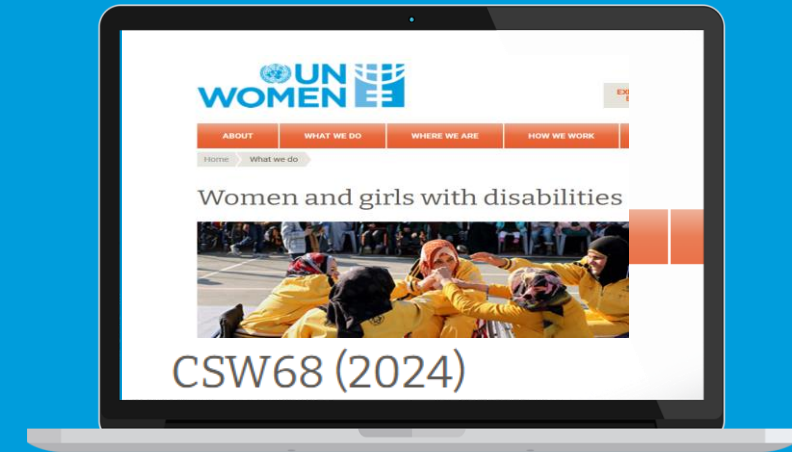 UN
WOMEN
ABOUT
WHAT WE DO
WHERE WE ARE
HOW WE WORK
Home
What we do
Women and girls with disabilities
CSW68 (2024)